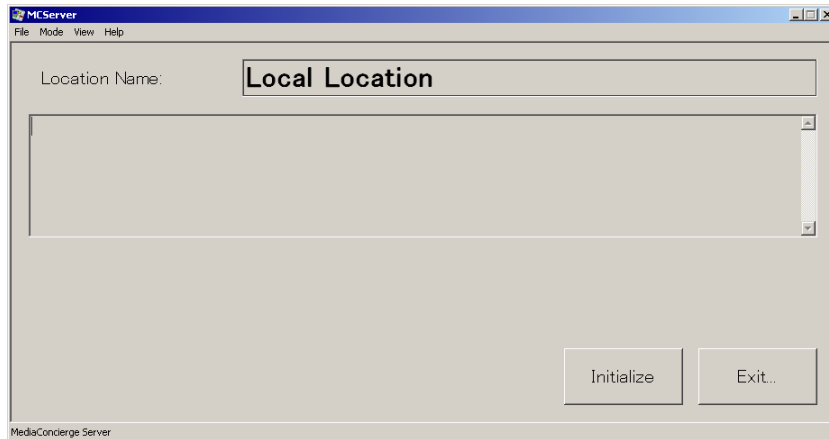 MCServer
File Mode View Help
Location Name: Local Location
Initialize Exit...
MediaConcierge Server